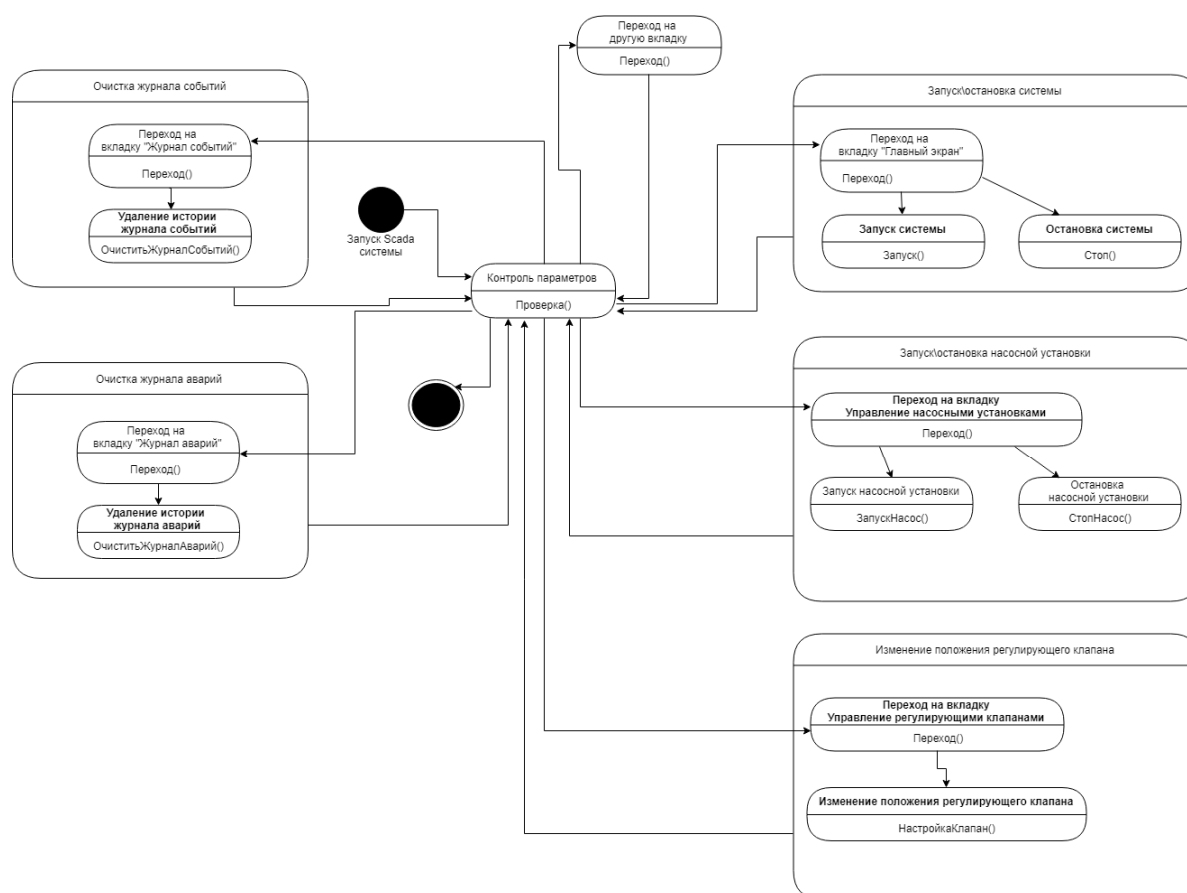 Переход на
другую вкладку
Переход()
Очистка журнала событий
Переход на
вкладку "Журнал событий"
Переход()
Удаление истории
журнала событий
ОчиститьЖурналСобытий()
Запуск Scada
системы
Контроль параметров
Проверка()
Запуск\остановка системы
Переход на
вкладку "Главный экран"
Переход()
Запуск системы
Запуск()
Остановка системы
Стоп()
Очистка журнала аварий
Переход на
вкладку "Журнал аварий"
Переход()
Удаление истории
журнала аварий
ОчиститьЖурналАварий()
Запуск\остановка насосной установки
Переход на вкладку
Управление насосными установками
Переход()
Запуск насосной установки
ЗапускНасос()
Остановка
насосной установки
СтопНасос()
Изменение положения регулирующего клапана
Переход на вкладку
Управление регулирующими клапанами
Переход()
Изменение положения регулирующего клапана
НастройкаКлапан()